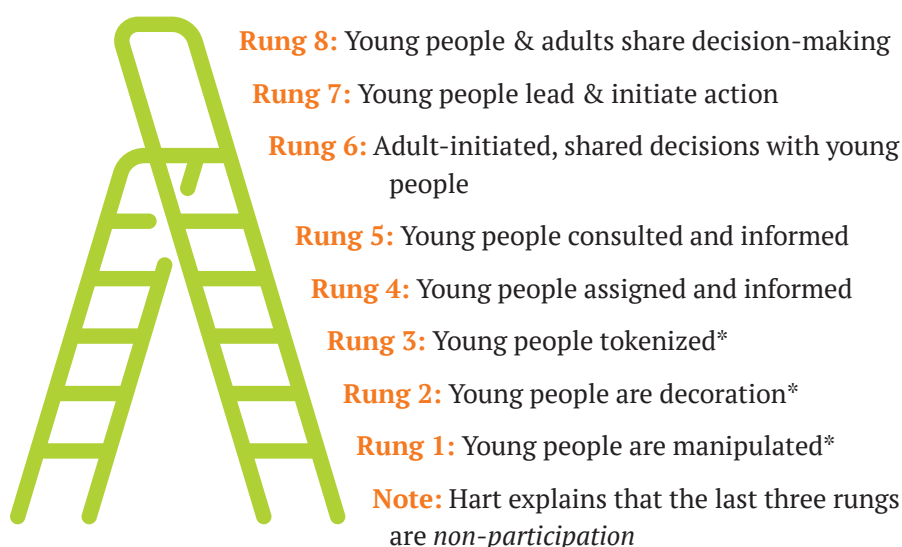 Rung 8: Young people & adults share decision-making
Rung 7: Young people lead & initiate action
Rung 6: Adult-initiated, shared decisions with young
people
Rung 5: Young people consulted and informed
Rung 4: Young people assigned and informed
Rung 3: Young people tokenized*
Rung 2: Young people are decoration*
Rung 1: Young people are manipulated*
Note: Hart explains that the last three rungs
are non-participation